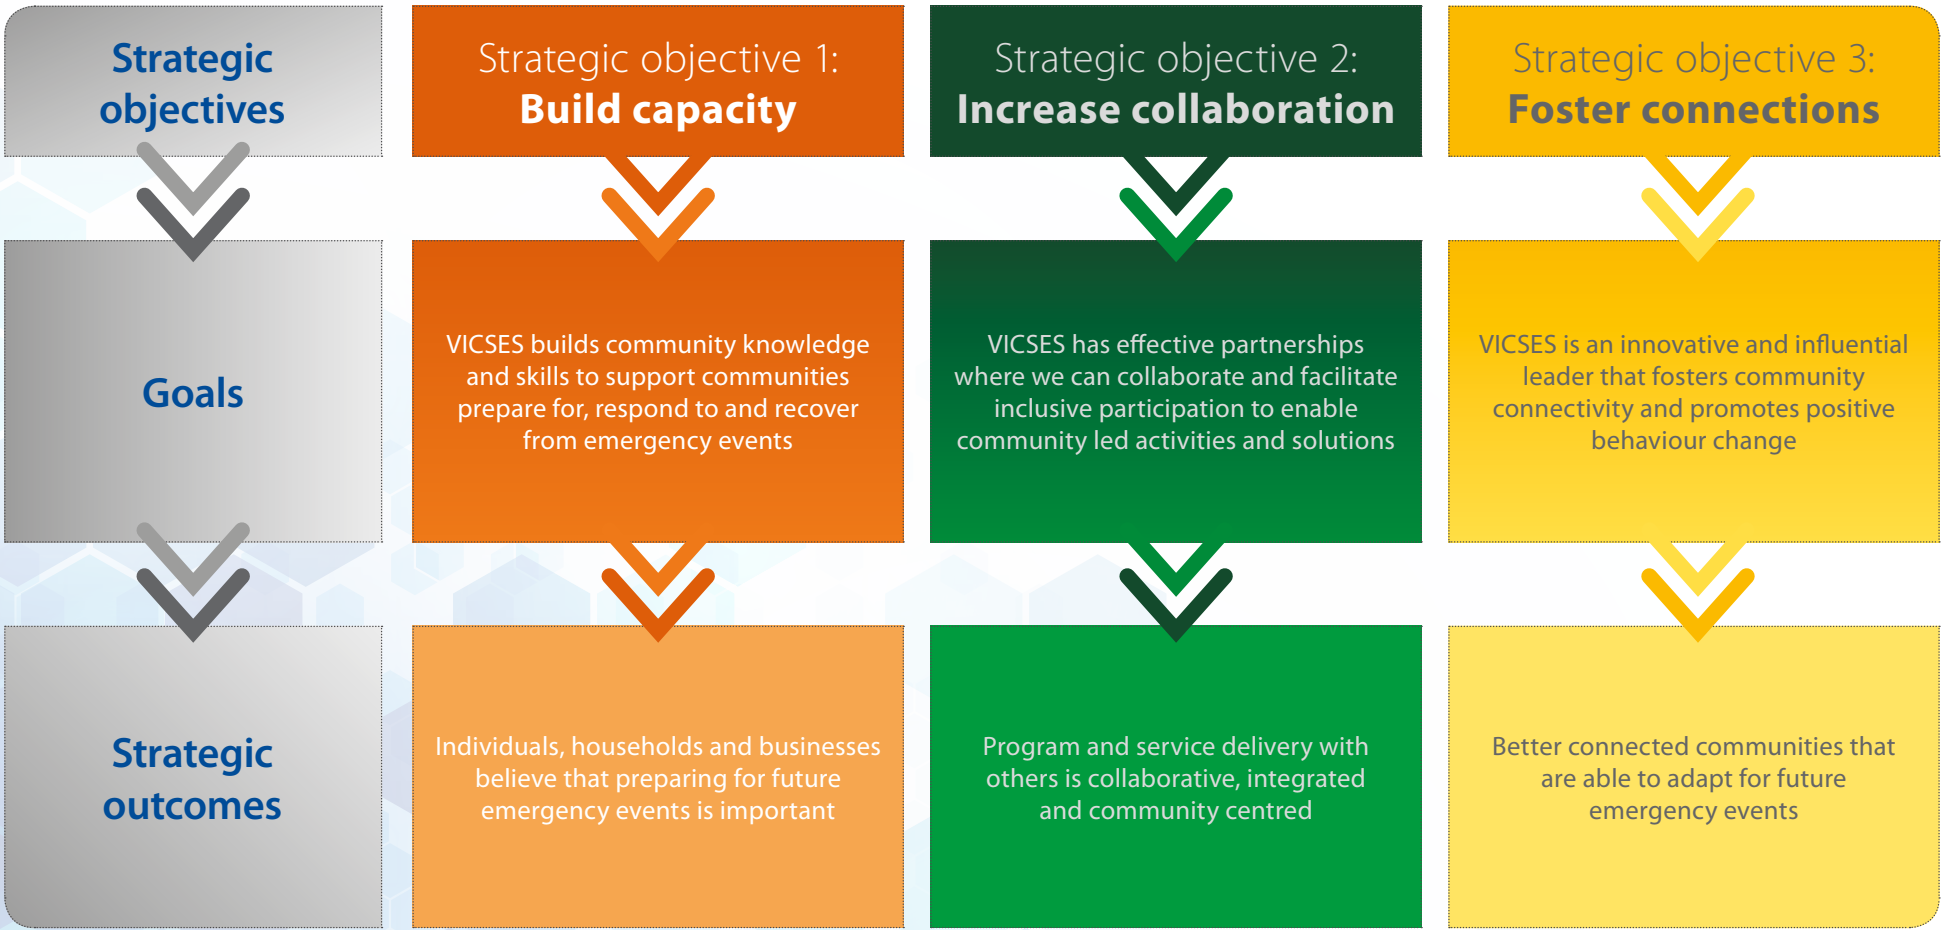 Strategic
objectives
Strategic objective 1:
Build capacity
Strategic objective 2:
Increase collaboration
Strategic objective 3:
Foster connections
Goals
VICSES builds community knowledge
and skills to support communities
prepare for, respond to and recover
from emergency events
VICSES has effective partnerships
where we can collaborate and facilitate
inclusive participation to enable
community led activities and solutions
VICSES is an innovative and influential
leader that fosters community
connectivity and promotes positive
behaviour change
Strategic
outcomes
Individuals, households and businesses
believe that preparing for future
emergency events is important
Program and service delivery with
others is collaborative, integrated
and community centred
Better connected communities that
are able to adapt for future
emergency events